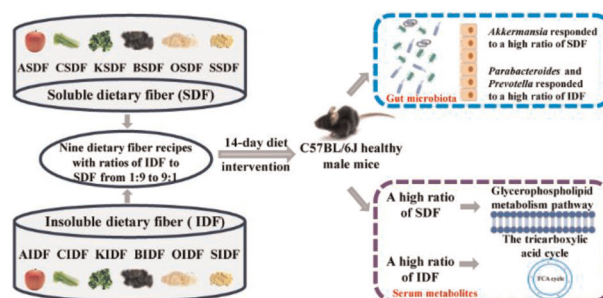 ASDF CSDF KSDF BSDF OSDF SSDF
Soluble dietary fiber (SDF)
Nine dietary fiber recipes
with ratios of IDF to
SDF from 1:9 to 9:1
Insoluble dietary fiber ( IDF)
AIDF CIDF KIDF BIDF OIDF SIDF
14-day diet
intervention
C57BL/6J healthy
male mice
Akkermansia responded
to a high ratio of SDF
Parabacteroides and
Prevotella responded
to a high ratio of IDF
Gut microbiota
A high ratio
of SDF
Glycerophospholipid
metabolism pathway
The tricarboxylic
acid cycle
A high ratio
of IDF
TCA cycle
Serum metabolites